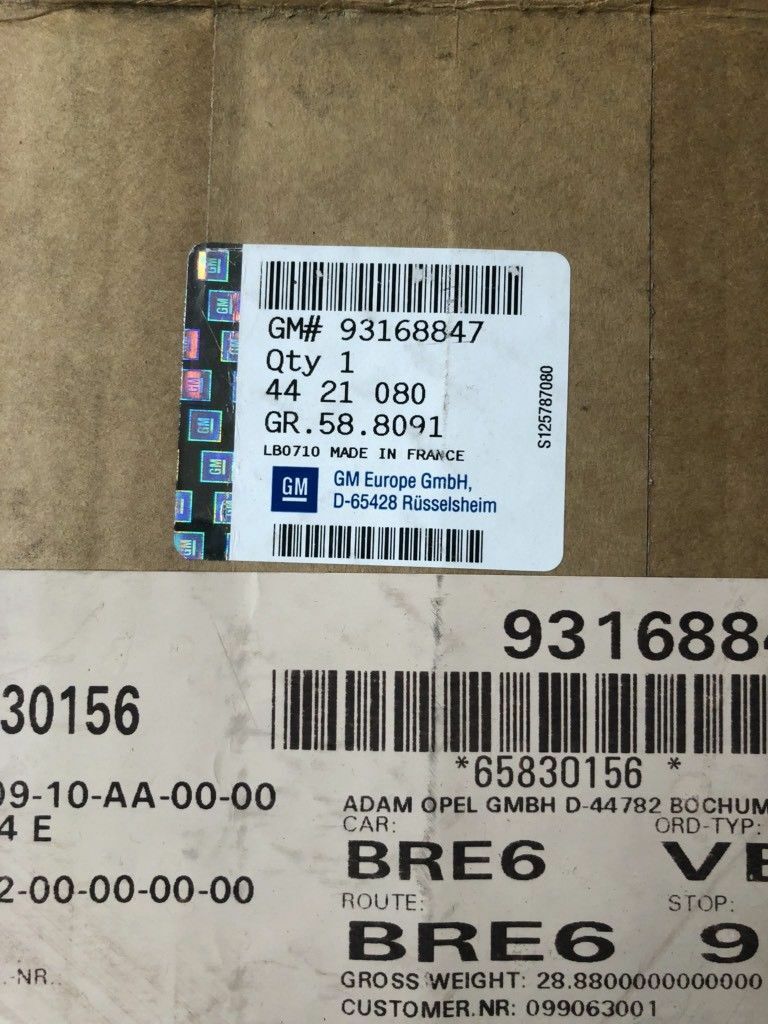 GM# 93168847
Qty 1
44 21 080
GR.58.8091
LB0710 MADE IN FRANCE
GM
GM Europe GmbH,
D-65428 Rüsselsheim
S125787080
9316884
30156
*65830156 *
09-10-AA-00-00
4 E
2-00-00-00-00
ADAM OPEL GMBH D-44782 BOCHUM
CAR: ORD-TYP:
BRE6 VE
ROUTE: STOP:
BRE6 9
.-NR..
GROSS WEIGHT: 28.8800000000000
CUSTOMER.NR: 099063001